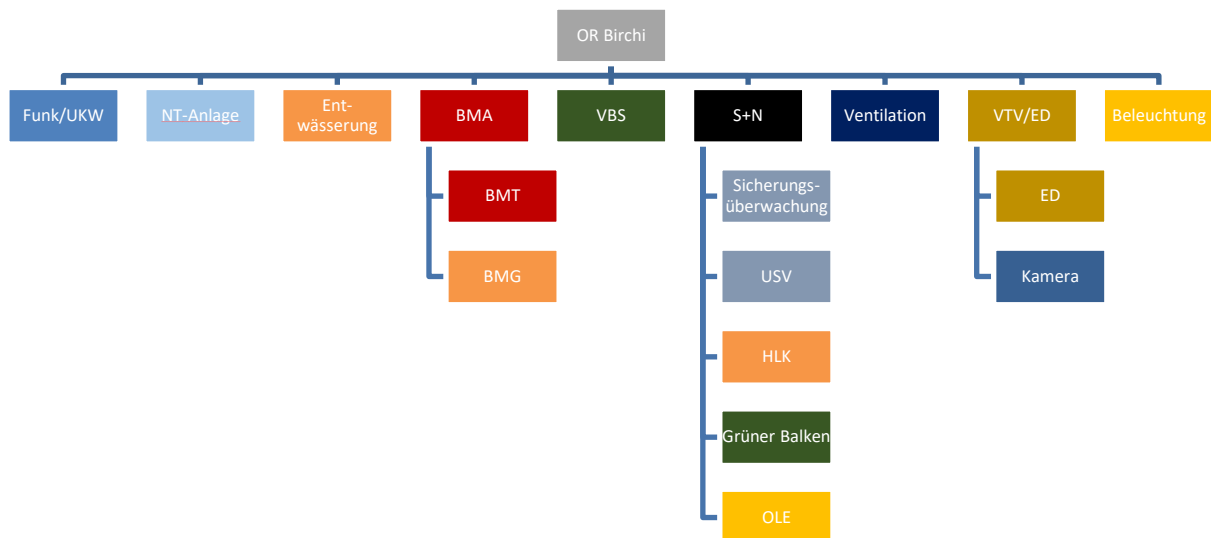 OR Birchi
Funk/UKW
NT-Anlage
Ent-
wässerung
BMA
VBS
S+N
Ventilation
VTV/ED
Beleuchtung
BMT
Sicherungs-
überwachung
ED
BMG
USV
Kamera
HLK
Grüner Balken
OLE